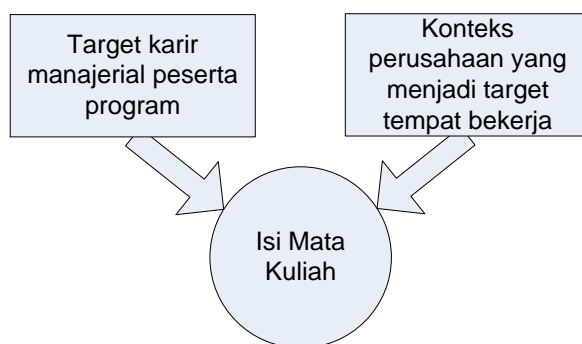 Target karir
manajerial peserta
program
Konteks
perusahaan yang
menjadi target
tempat bekerja
Isi Mata
Kuliah